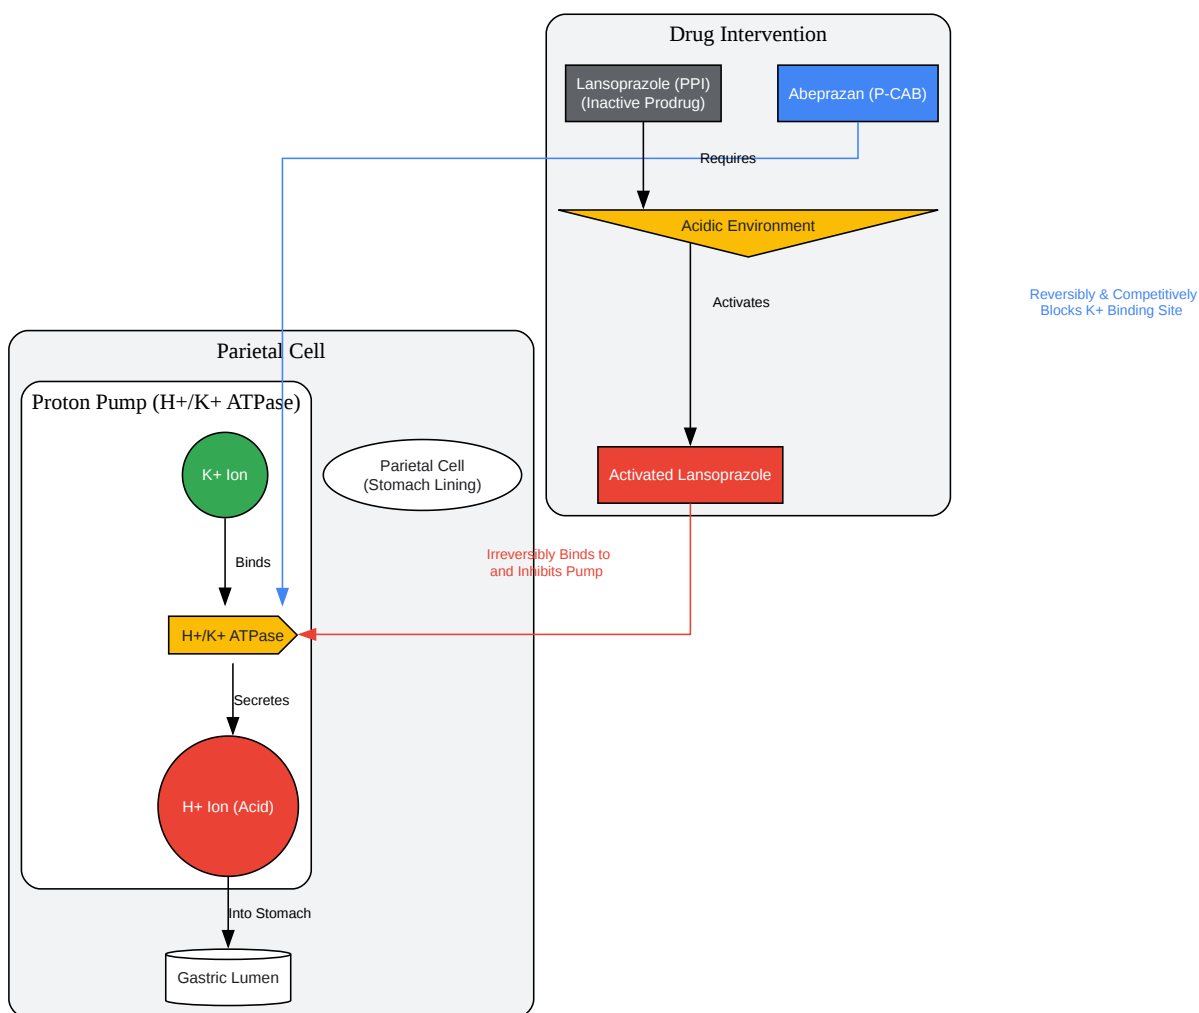 Drug Intervention
Lansoprazole (PPI)
(Inactive Prodrug)
Abeprazan (P-CAB)
Requires
Acidic Environment
Activates
Reversibly & Competitively
Blocks K+ Binding Site
Parietal Cell
Proton Pump (H+/K+ ATPase)
K+ Ion
Parietal Cell
(Stomach Lining)
Activated Lansoprazole
Binds
Irreversibly Binds to
and Inhibits Pump
H+/K+ ATPase
Secretes
H+ Ion (Acid)
Into Stomach
Gastric Lumen